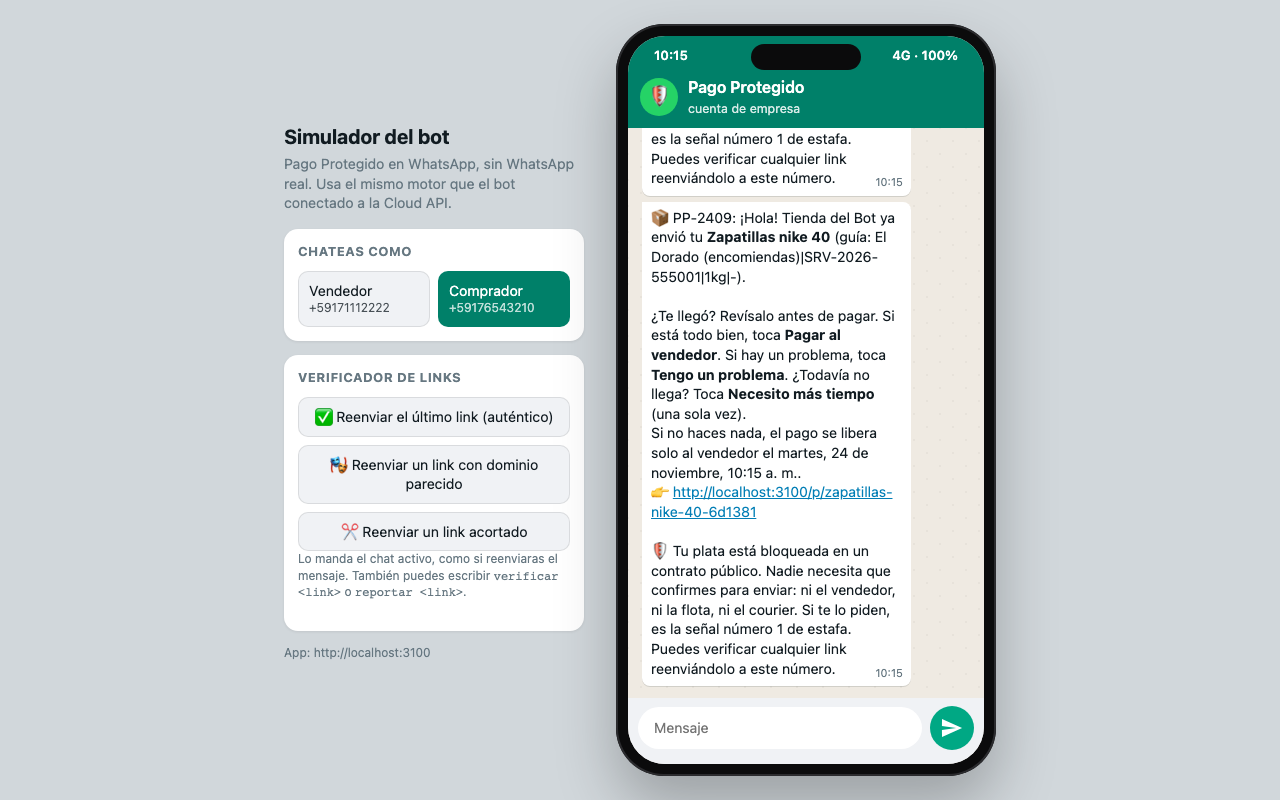 Simulador del bot
Pago Protegido en WhatsApp, sin WhatsApp
real. Usa el mismo motor que el bot
conectado a la Cloud API.
CHATEAS COMO
Vendedor
+59171112222
Comprador
+59176543210
VERIFICADOR DE LINKS
✅ Reenviar el último link (auténtico)
🎭 Reenviar un link con dominio
parecido
✂️ Reenviar un link acortado
Lo manda el chat activo, como si reenviaras el
mensaje. También puedes escribir verificar
<link> o reportar <link>.
App: http://localhost:3100
10:15
4G · 100%
Pago Protegido
cuenta de empresa
es la señal número 1 de estafa.
Puedes verificar cualquier link
reenviándolo a este número.
10:15
📦 PP-2409: ¡Hola! Tienda del Bot ya
envió tu Zapatillas nike 40 (guía: El
Dorado (encomiendas)|SRV-2026-
555001|1kg|-).
¿Te llegó? Revísalo antes de pagar. Si
está todo bien, toca Pagar al
vendedor. Si hay un problema, toca
Tengo un problema. ¿Todavía no
llega? Toca Necesito más tiempo
(una sola vez).
Si no haces nada, el pago se libera
solo al vendedor el martes, 24 de
noviembre, 10:15 a. m..
👉 http://localhost:3100/p/zapatillas-
nike-40-6d1381
🛡️ Tu plata está bloqueada en un
contrato público. Nadie necesita que
confirmes para enviar: ni el vendedor,
ni la flota, ni el courier. Si te lo piden,
es la señal número 1 de estafa.
Puedes verificar cualquier link
reenviándolo a este número.
10:15
Mensaje